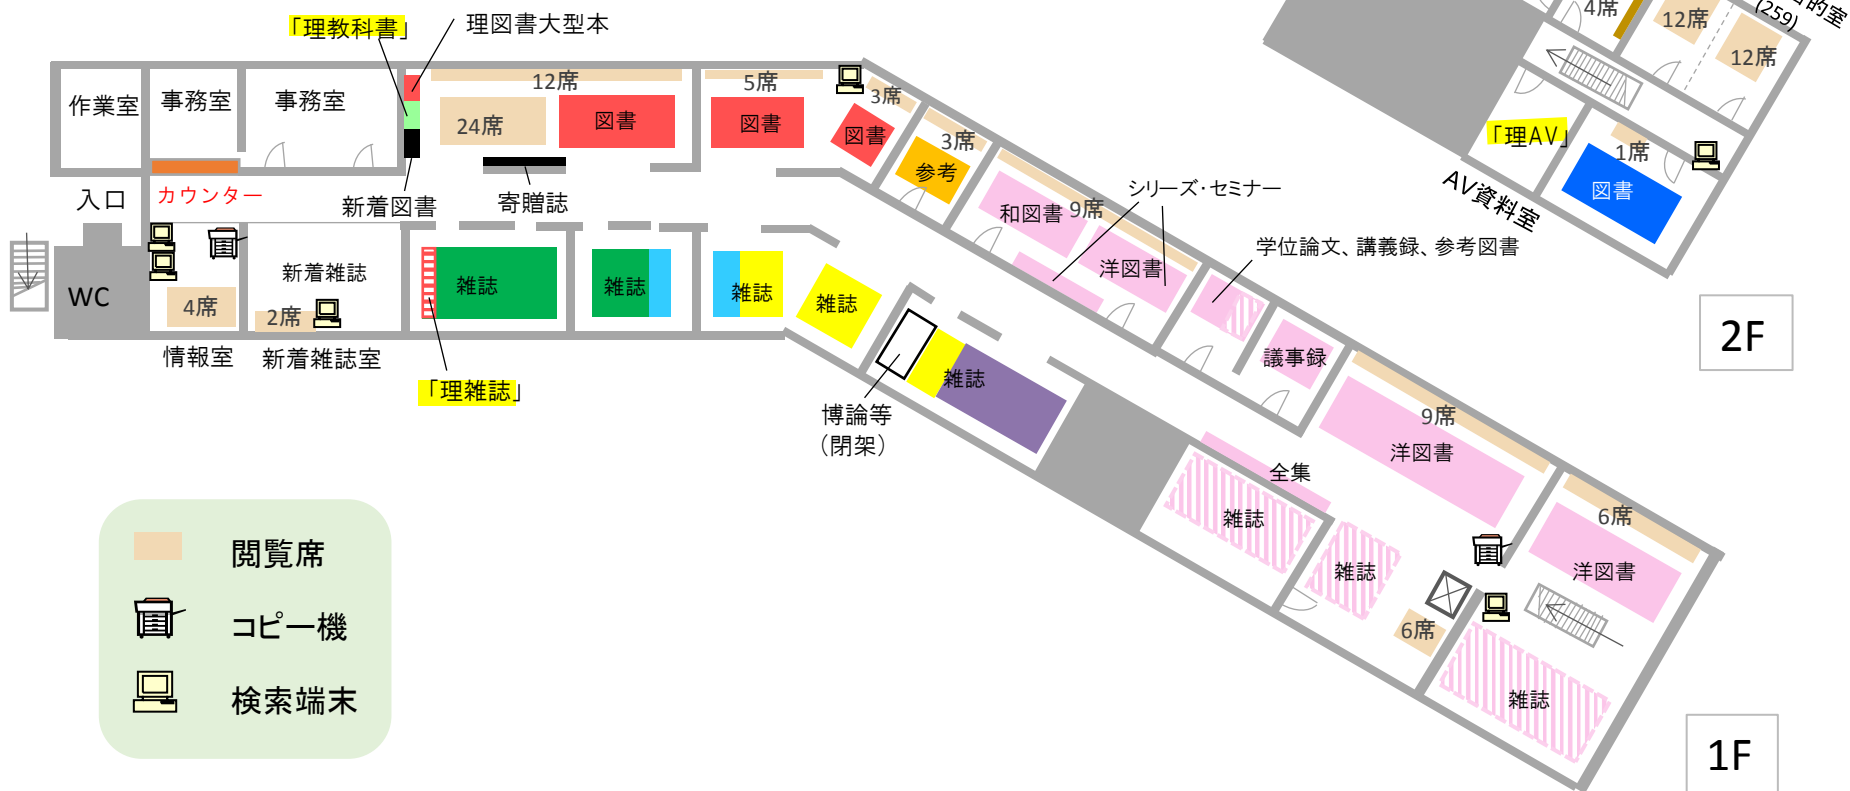 「理教科書」
理図書大型本
作業室
事務室
事務室
12席
24席
図書
5席
図書
3席
図書
3席
参考
入口
カウンター
新着図書
寄贈誌
和図書
9席
洋図書
シリーズ・セミナー
学位論文、講義録、参考図書
議事録
WC
4席
情報室
新着雑誌
2席
新着雑誌室
雑誌
「理雑誌」
雑誌
雑誌
雑誌
雑誌
博論等
（閉架）
9席
洋図書
全集
雑誌
雑誌
6席
6席
洋図書
雑誌
4席
12席
12席
的室
(259)
「理AV」
1席
図書
AV資料室
2F
1F
閲覧席
コピー機
検索端末